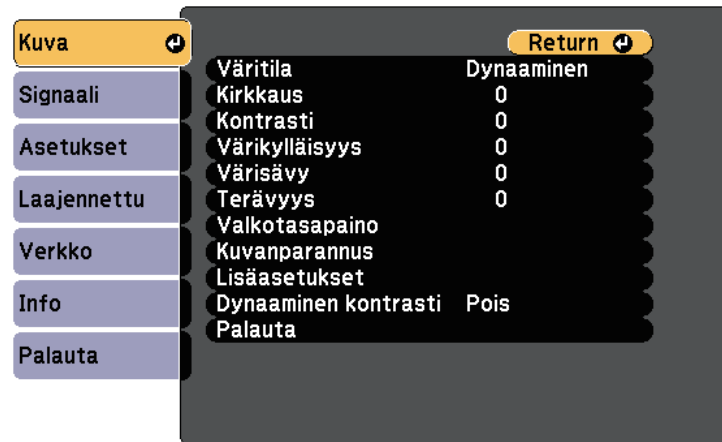 Kuva
Signaali
Asetukset
Laajennettu
Verkko
Info
Palauta
Return
Väritila Dynaaminen
Kirkkaus 0
Kontrasti 0
Värikylläisyys 0
Värisävy 0
Terävyys 0
Valkotasapaino
Kuvanparannus
Lisäasetukset
Dynaaminen kontrasti Pois
Palauta